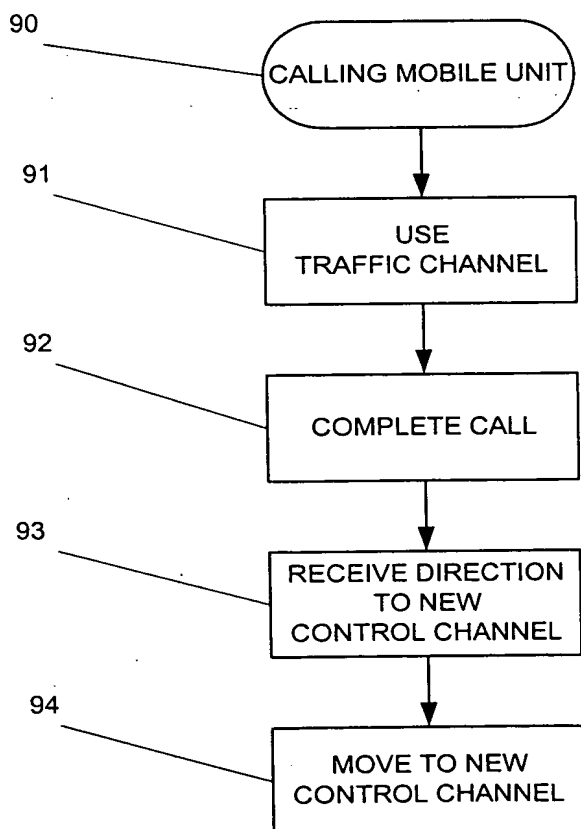 90
CALLING MOBILE UNIT
91
USE
TRAFFIC CHANNEL
92
COMPLETE CALL
93
RECEIVE DIRECTION
TO NEW
CONTROL CHANNEL
94
MOVE TO NEW
CONTROL CHANNEL